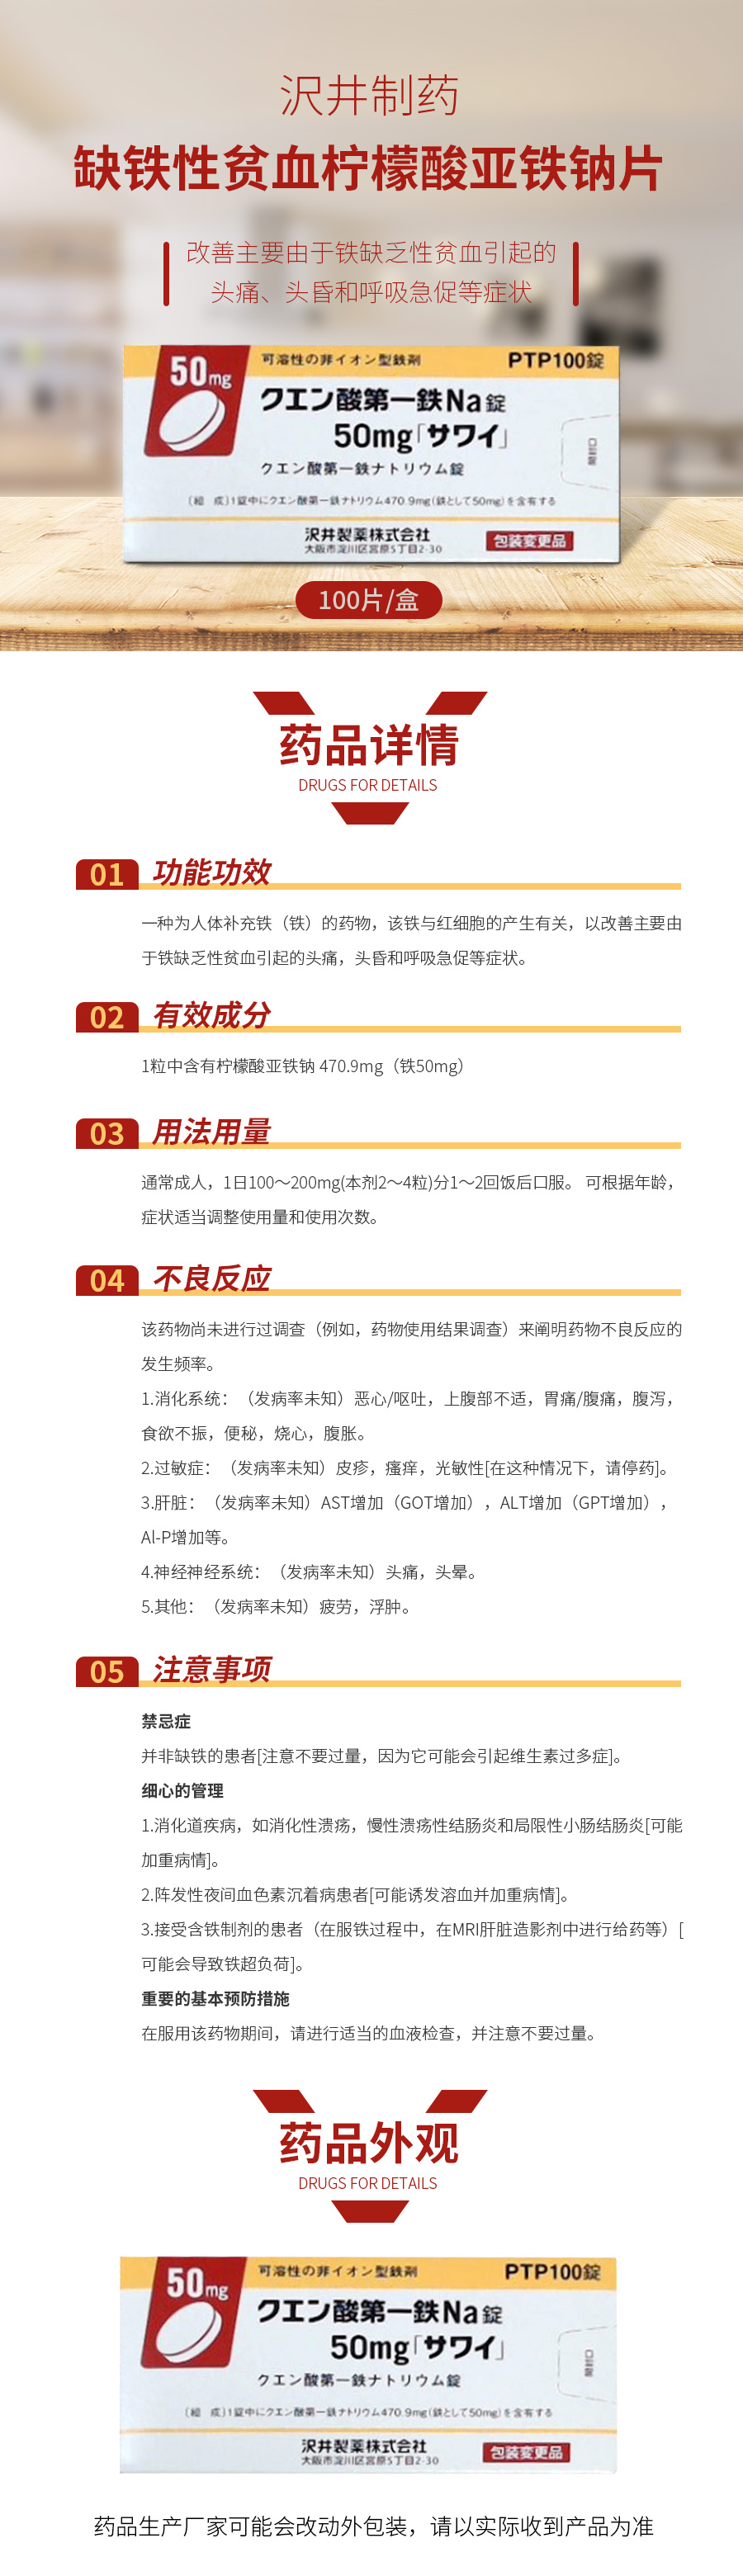 沢井制药
缺铁性贫血柠檬酸亚铁钠片
改善主要由于铁缺乏性贫血引起的
头痛、头昏和呼吸急促等症状
50mg
可溶性の非イオン型鉄剤
PTP100錠
クエン酸第一鉄Na錠
50mg「サワイ」
開封口
クエン酸第一鉄ナトリウム錠
(組 成)1錠中にクエン酸第一鉄ナトリウム470.9mg(鉄として50mg)を含有する
沢井製薬株式会社
大阪市淀川区宮原5丁目2-30
包装変更品
100片/盒
药品详情
DRUGS FOR DETAILS
01 功能功效
一种为人体补充铁（铁）的药物，该铁与红细胞的产生有关，以改善主要由
于铁缺乏性贫血引起的头痛，头昏和呼吸急促等症状。
02 有效成分
1粒中含有柠檬酸亚铁钠 470.9mg（铁50mg）
03 用法用量
通常成人，1日100～200mg(本剂2～4粒)分1～2回饭后口服。 可根据年龄，
症状适当调整使用量和使用次数。
04 不良反应
该药物尚未进行过调查（例如，药物使用结果调查）来阐明药物不良反应的
发生频率。
1.消化系统：（发病率未知）恶心/呕吐，上腹部不适，胃痛/腹痛，腹泻，
食欲不振，便秘，烧心，腹胀。
2.过敏症：（发病率未知）皮疹，瘙痒，光敏性[在这种情况下，请停药]。
3.肝脏：（发病率未知）AST增加（GOT增加），ALT增加（GPT增加），
Al-P增加等。
4.神经神经系统：（发病率未知）头痛，头晕。
5.其他：（发病率未知）疲劳，浮肿。
05 注意事项
禁忌症
并非缺铁的患者[注意不要过量，因为它可能会引起维生素过多症]。
细心的管理
1.消化道疾病，如消化性溃疡，慢性溃疡性结肠炎和局限性小肠结肠炎[可能
加重病情]。
2.阵发性夜间血色素沉着病患者[可能诱发溶血并加重病情]。
3.接受含铁制剂的患者（在服铁过程中，在MRI肝脏造影剂中进行给药等）[
可能会导致铁超负荷]。
重要的基本预防措施
在服用该药物期间，请进行适当的血液检查，并注意不要过量。
药品外观
DRUGS FOR DETAILS
50mg
可溶性の非イオン型鉄剤
PTP100錠
クエン酸第一鉄Na錠
50mg「サワイ」
開封口
クエン酸第一鉄ナトリウム錠
(組 成)1錠中にクエン酸第一鉄ナトリウム470.9mg(鉄として50mg)を含有する
沢井製薬株式会社
大阪市淀川区宮原5丁目2-30
包装変更品
药品生产厂家可能会改动外包装，请以实际收到产品为准